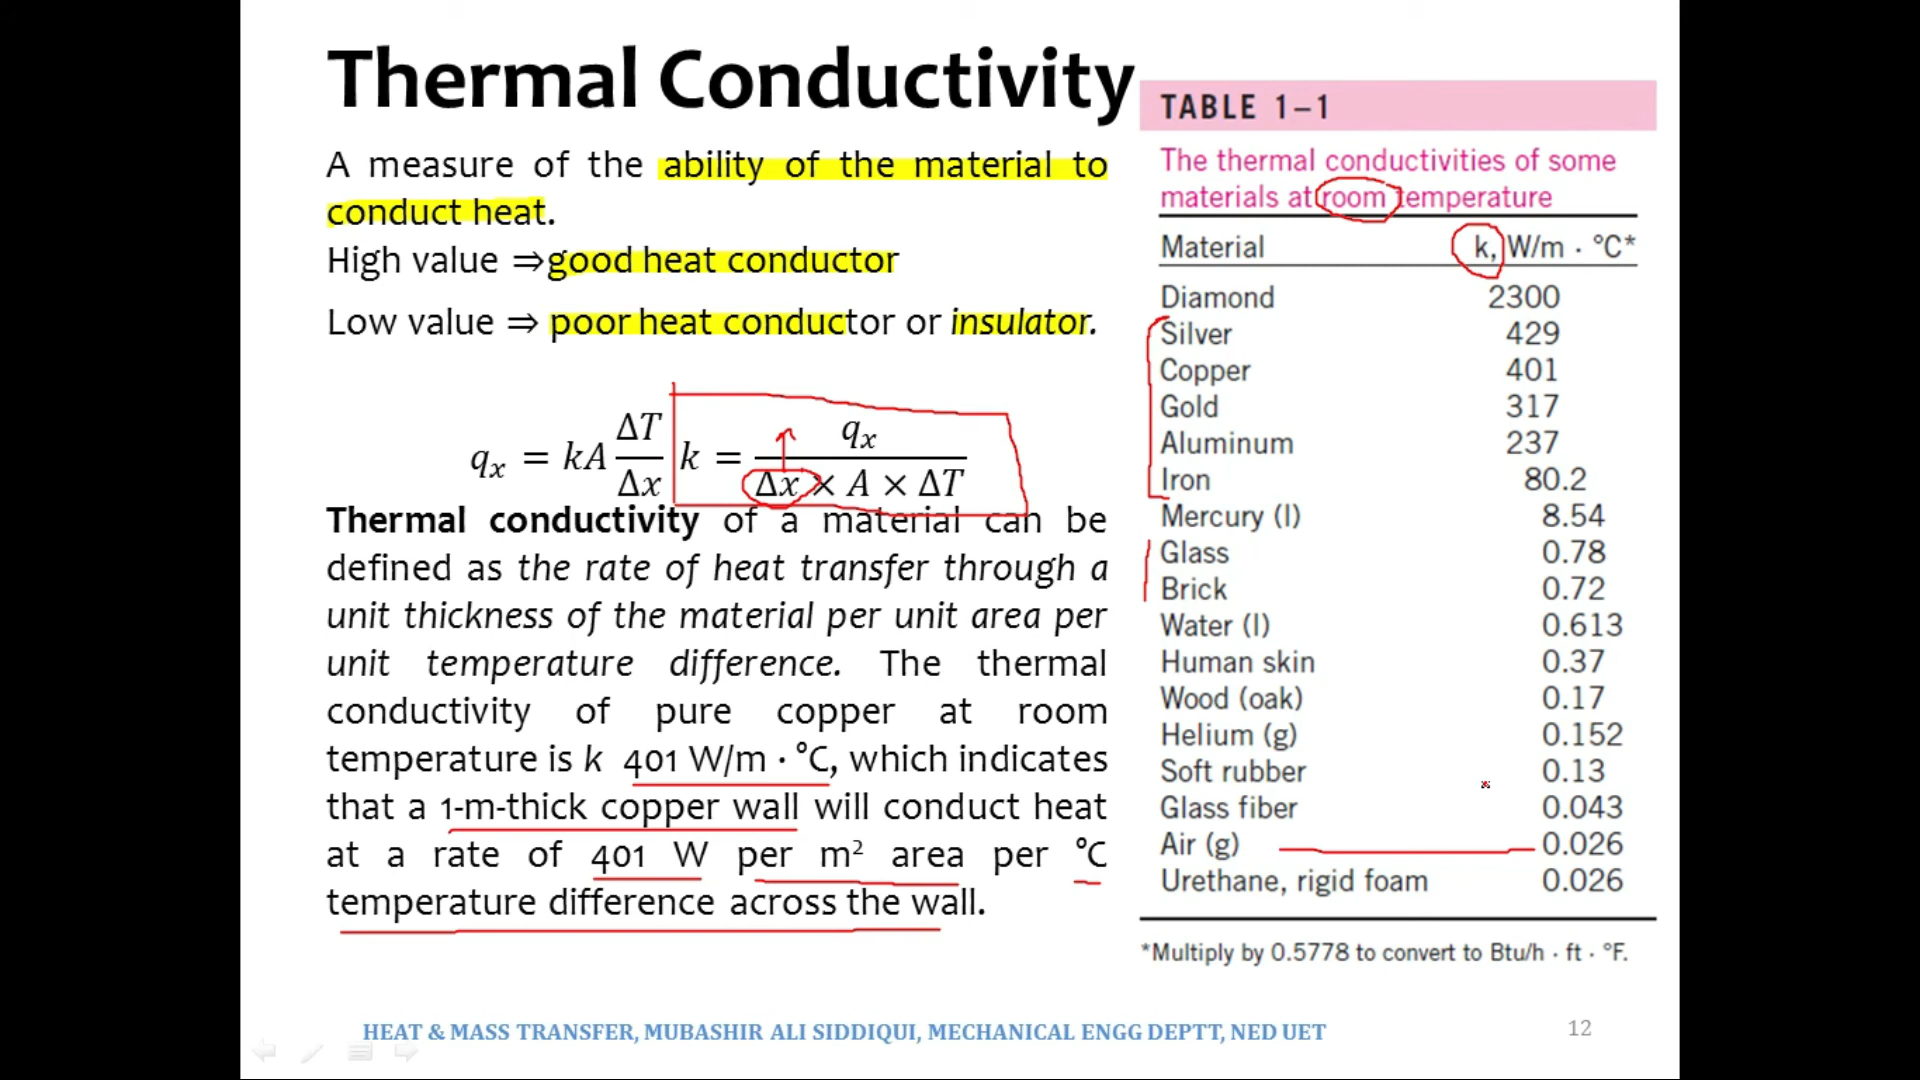 Thermal Conductivity
A measure of the ability of the material to
conduct heat.
High value ⇒good heat conductor
Low value ⇒ poor heat conductor or insulator.
qₓ = kA ΔT/Δx k = qₓ/(Δx × A × ΔT)
Thermal conductivity of a material can be
defined as the rate of heat transfer through a
unit thickness of the material per unit area per
unit temperature difference. The thermal
conductivity of pure copper at room
temperature is k 401 W/m · °C, which indicates
that a 1-m-thick copper wall will conduct heat
at a rate of 401 W per m² area per °C
temperature difference across the wall.
TABLE 1–1
The thermal conductivities of some
materials at room temperature
Material k, W/m · °C*
Diamond 2300
Silver 429
Copper 401
Gold 317
Aluminum 237
Iron 80.2
Mercury (l) 8.54
Glass 0.78
Brick 0.72
Water (l) 0.613
Human skin 0.37
Wood (oak) 0.17
Helium (g) 0.152
Soft rubber 0.13
Glass fiber 0.043
Air (g) 0.026
Urethane, rigid foam 0.026
*Multiply by 0.5778 to convert to Btu/h · ft · °F.
HEAT & MASS TRANSFER, MUBASHIR ALI SIDDIQUI, MECHANICAL ENGG DEPTT, NED UET
12